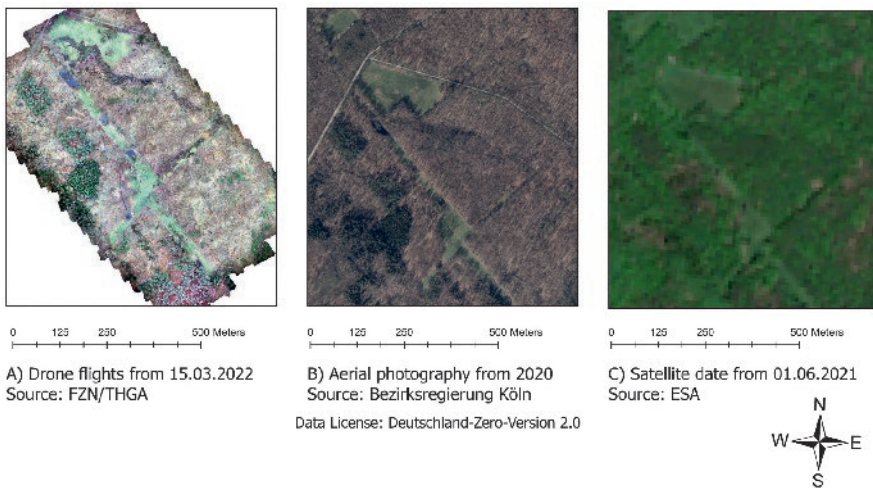 0 125 250 500 Meters
0 125 250 500 Meters
0 125 250 500 Meters
A) Drone flights from 15.03.2022
Source: FZN/THGA
B) Aerial photography from 2020
Source: Bezirksregierung Köln
Data License: Deutschland-Zero-Version 2.0
C) Satellite date from 01.06.2021
Source: ESA
N
W E
S